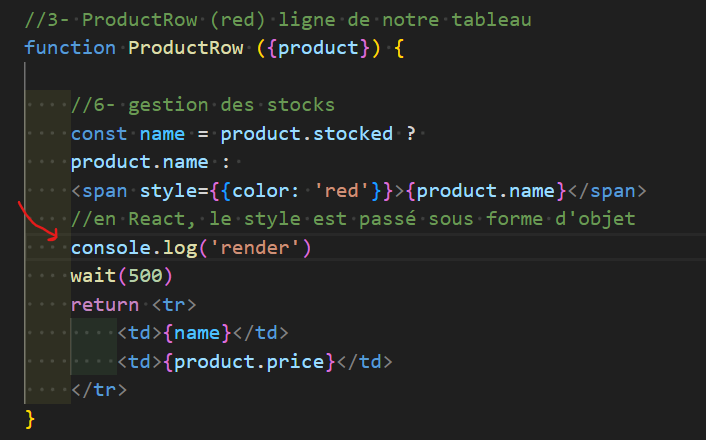 //3- ProductRow (red) ligne de notre tableau
function ProductRow ({product}) {
//6- gestion des stocks
const name = product.stocked ?
product.name :
<span style={{color: 'red'}}>{product.name}</span>
//en React, le style est passé sous forme d'objet
console.log('render')
wait(500)
return <tr>
<td>{name}</td>
<td>{product.price}</td>
</tr>
}